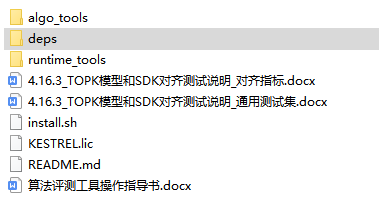 algo_tools
deps
runtime_tools
4.16.3_TOPK模型和SDK对齐测试说明_对齐指标.docx
4.16.3_TOPK模型和SDK对齐测试说明_通用测试集.docx
install.sh
KESTREL.lic
README.md
算法评测工具操作指导书.docx